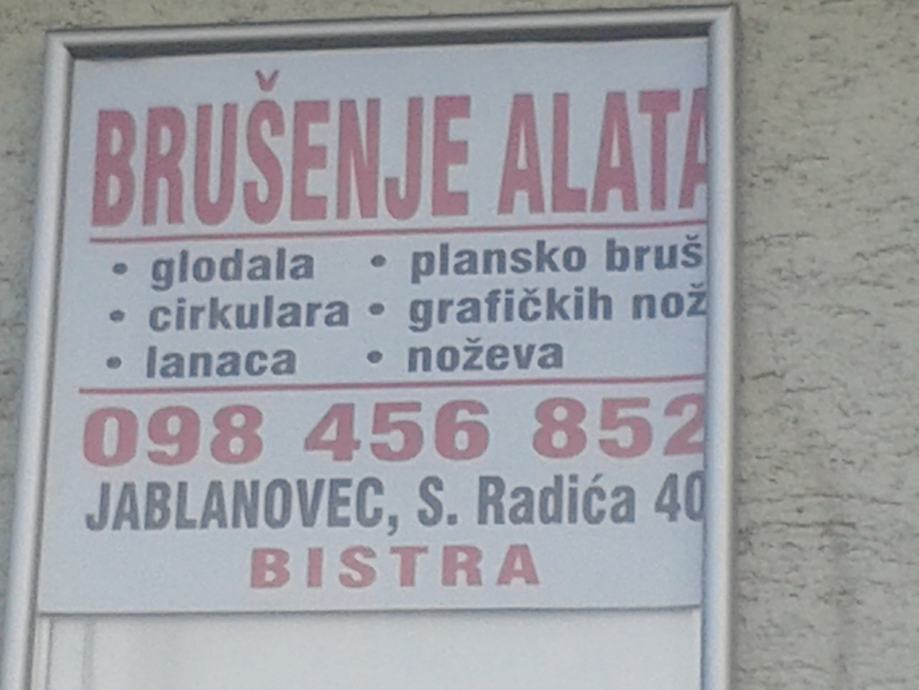 BRUŠENJE ALATA
• glodala • plansko bruš
• cirkulara • grafičkih nož
• lanaca • noževa
098 456 852
JABLANOVEC, S. Radića 40
BISTRA